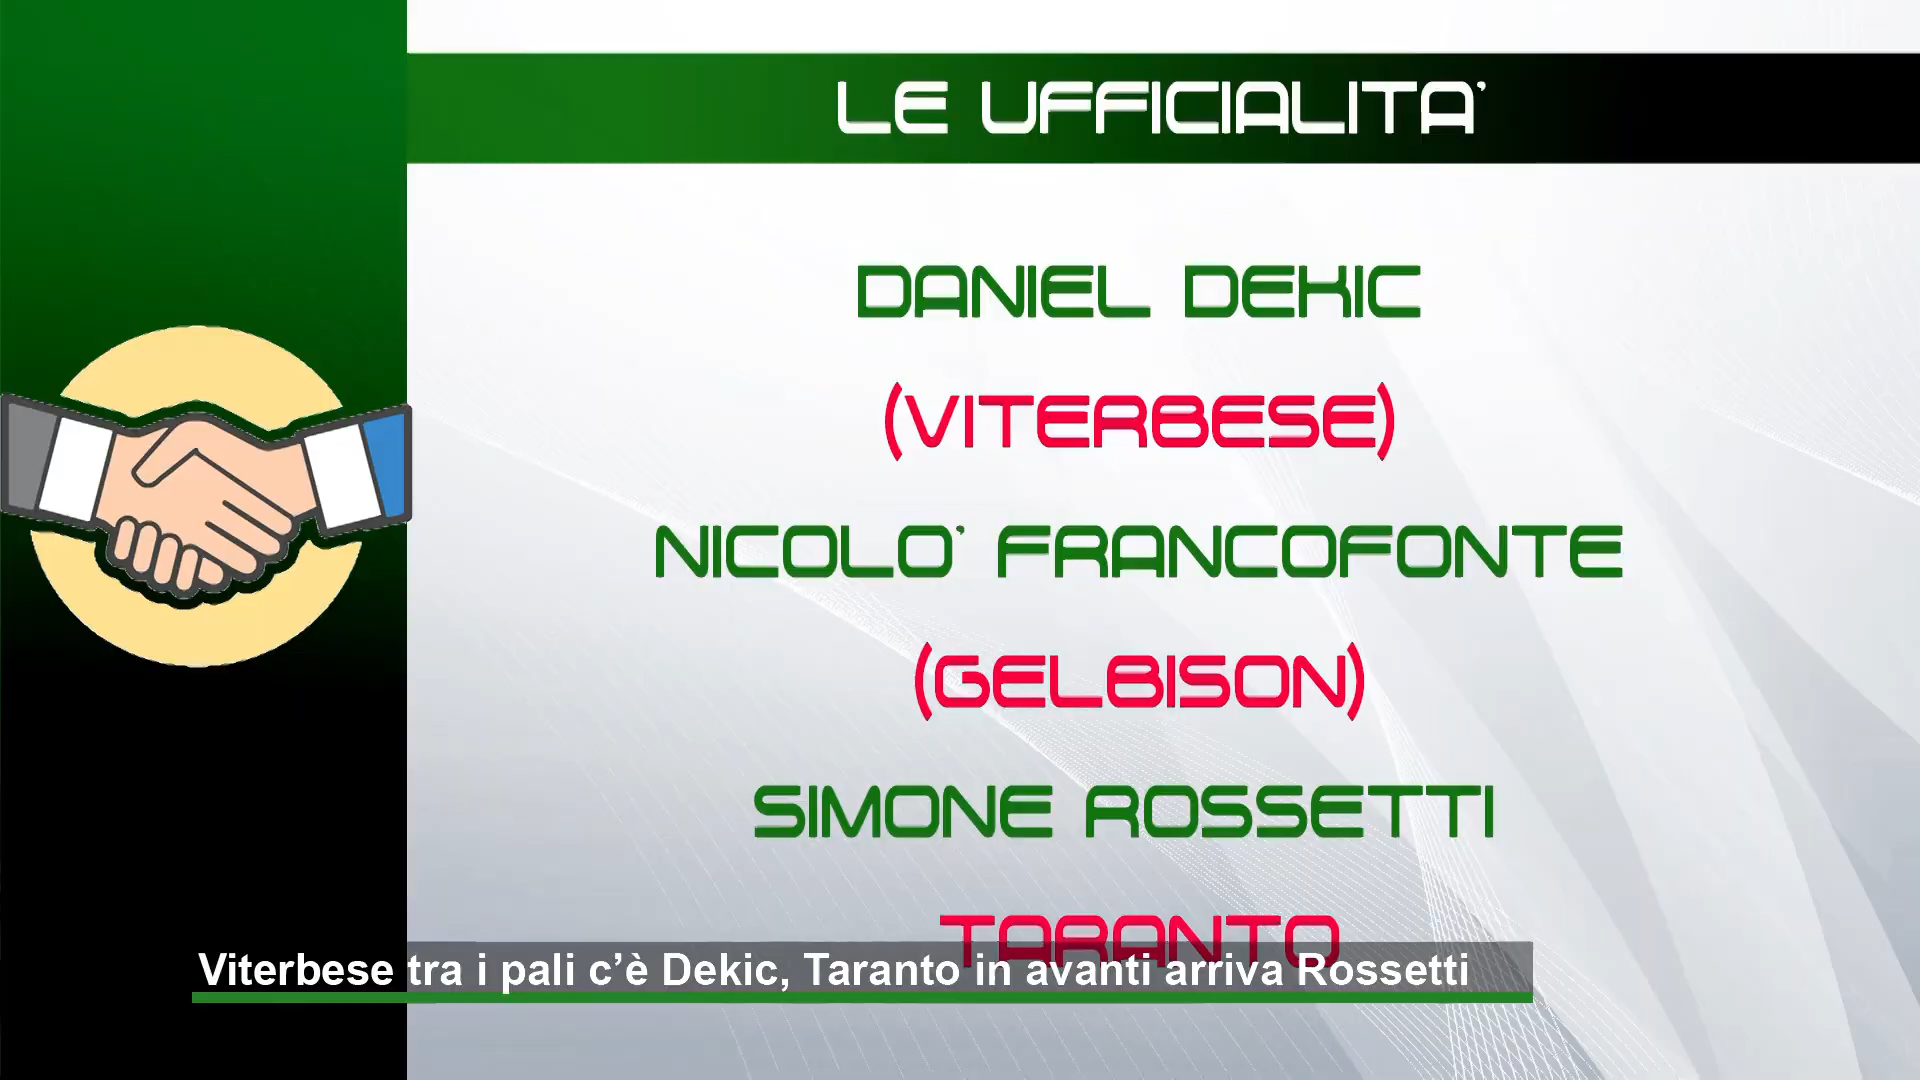 LE UFFICIALITA'
DANIEL DEKIC
(VITERBESE)
NICOLO' FRANCOFONTE
(GELBISON)
SIMONE ROSSETTI
TARANTO
Viterbese tra i pali c’è Dekic, Taranto in avanti arriva Rossetti